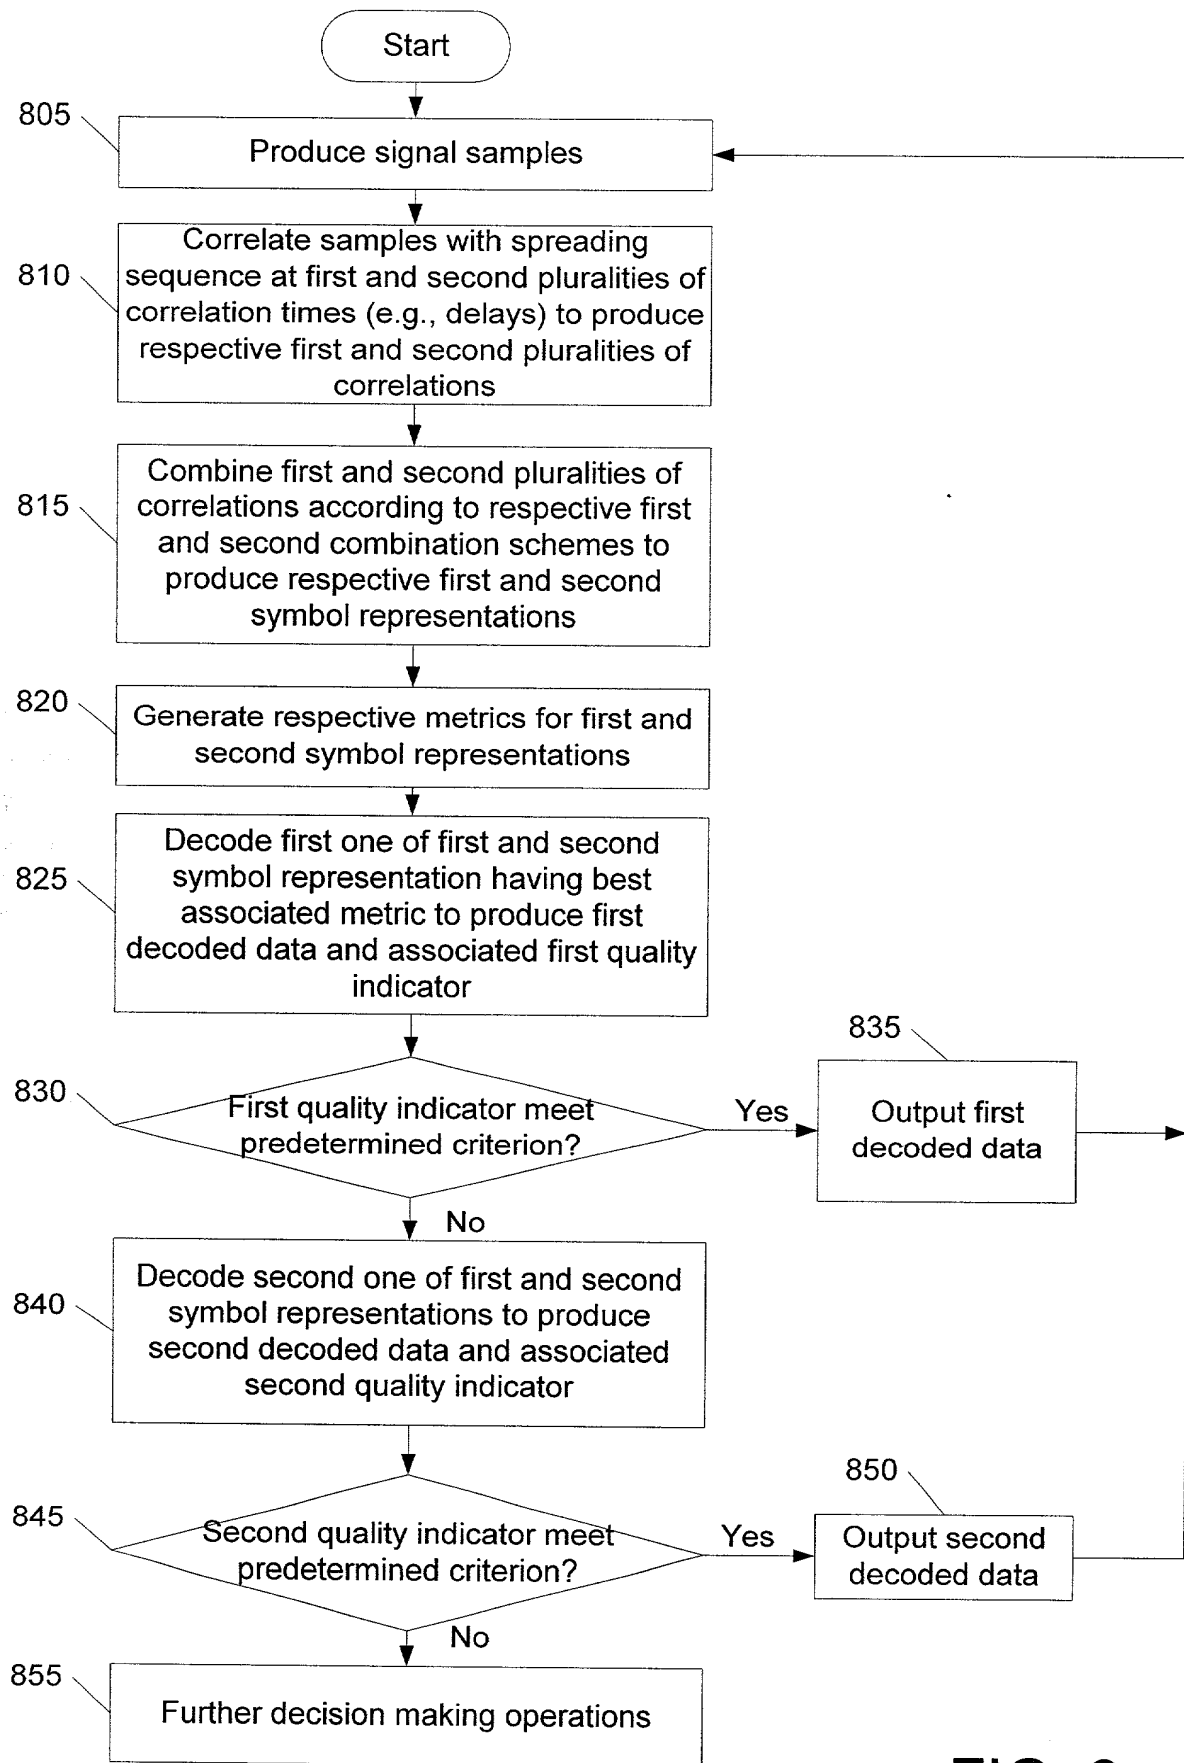 Start
805
Produce signal samples
810
Correlate samples with spreading
sequence at first and second pluralities of
correlation times (e.g., delays) to produce
respective first and second pluralities of
correlations
815
Combine first and second pluralities of
correlations according to respective first
and second combination schemes to
produce respective first and second
symbol representations
820
Generate respective metrics for first and
second symbol representations
825
Decode first one of first and second
symbol representation having best
associated metric to produce first
decoded data and associated first quality
indicator
830
First quality indicator meet
predetermined criterion?
Yes
835
Output first
decoded data
No
840
Decode second one of first and second
symbol representations to produce
second decoded data and associated
second quality indicator
845
Second quality indicator meet
predetermined criterion?
Yes
850
Output second
decoded data
No
855
Further decision making operations